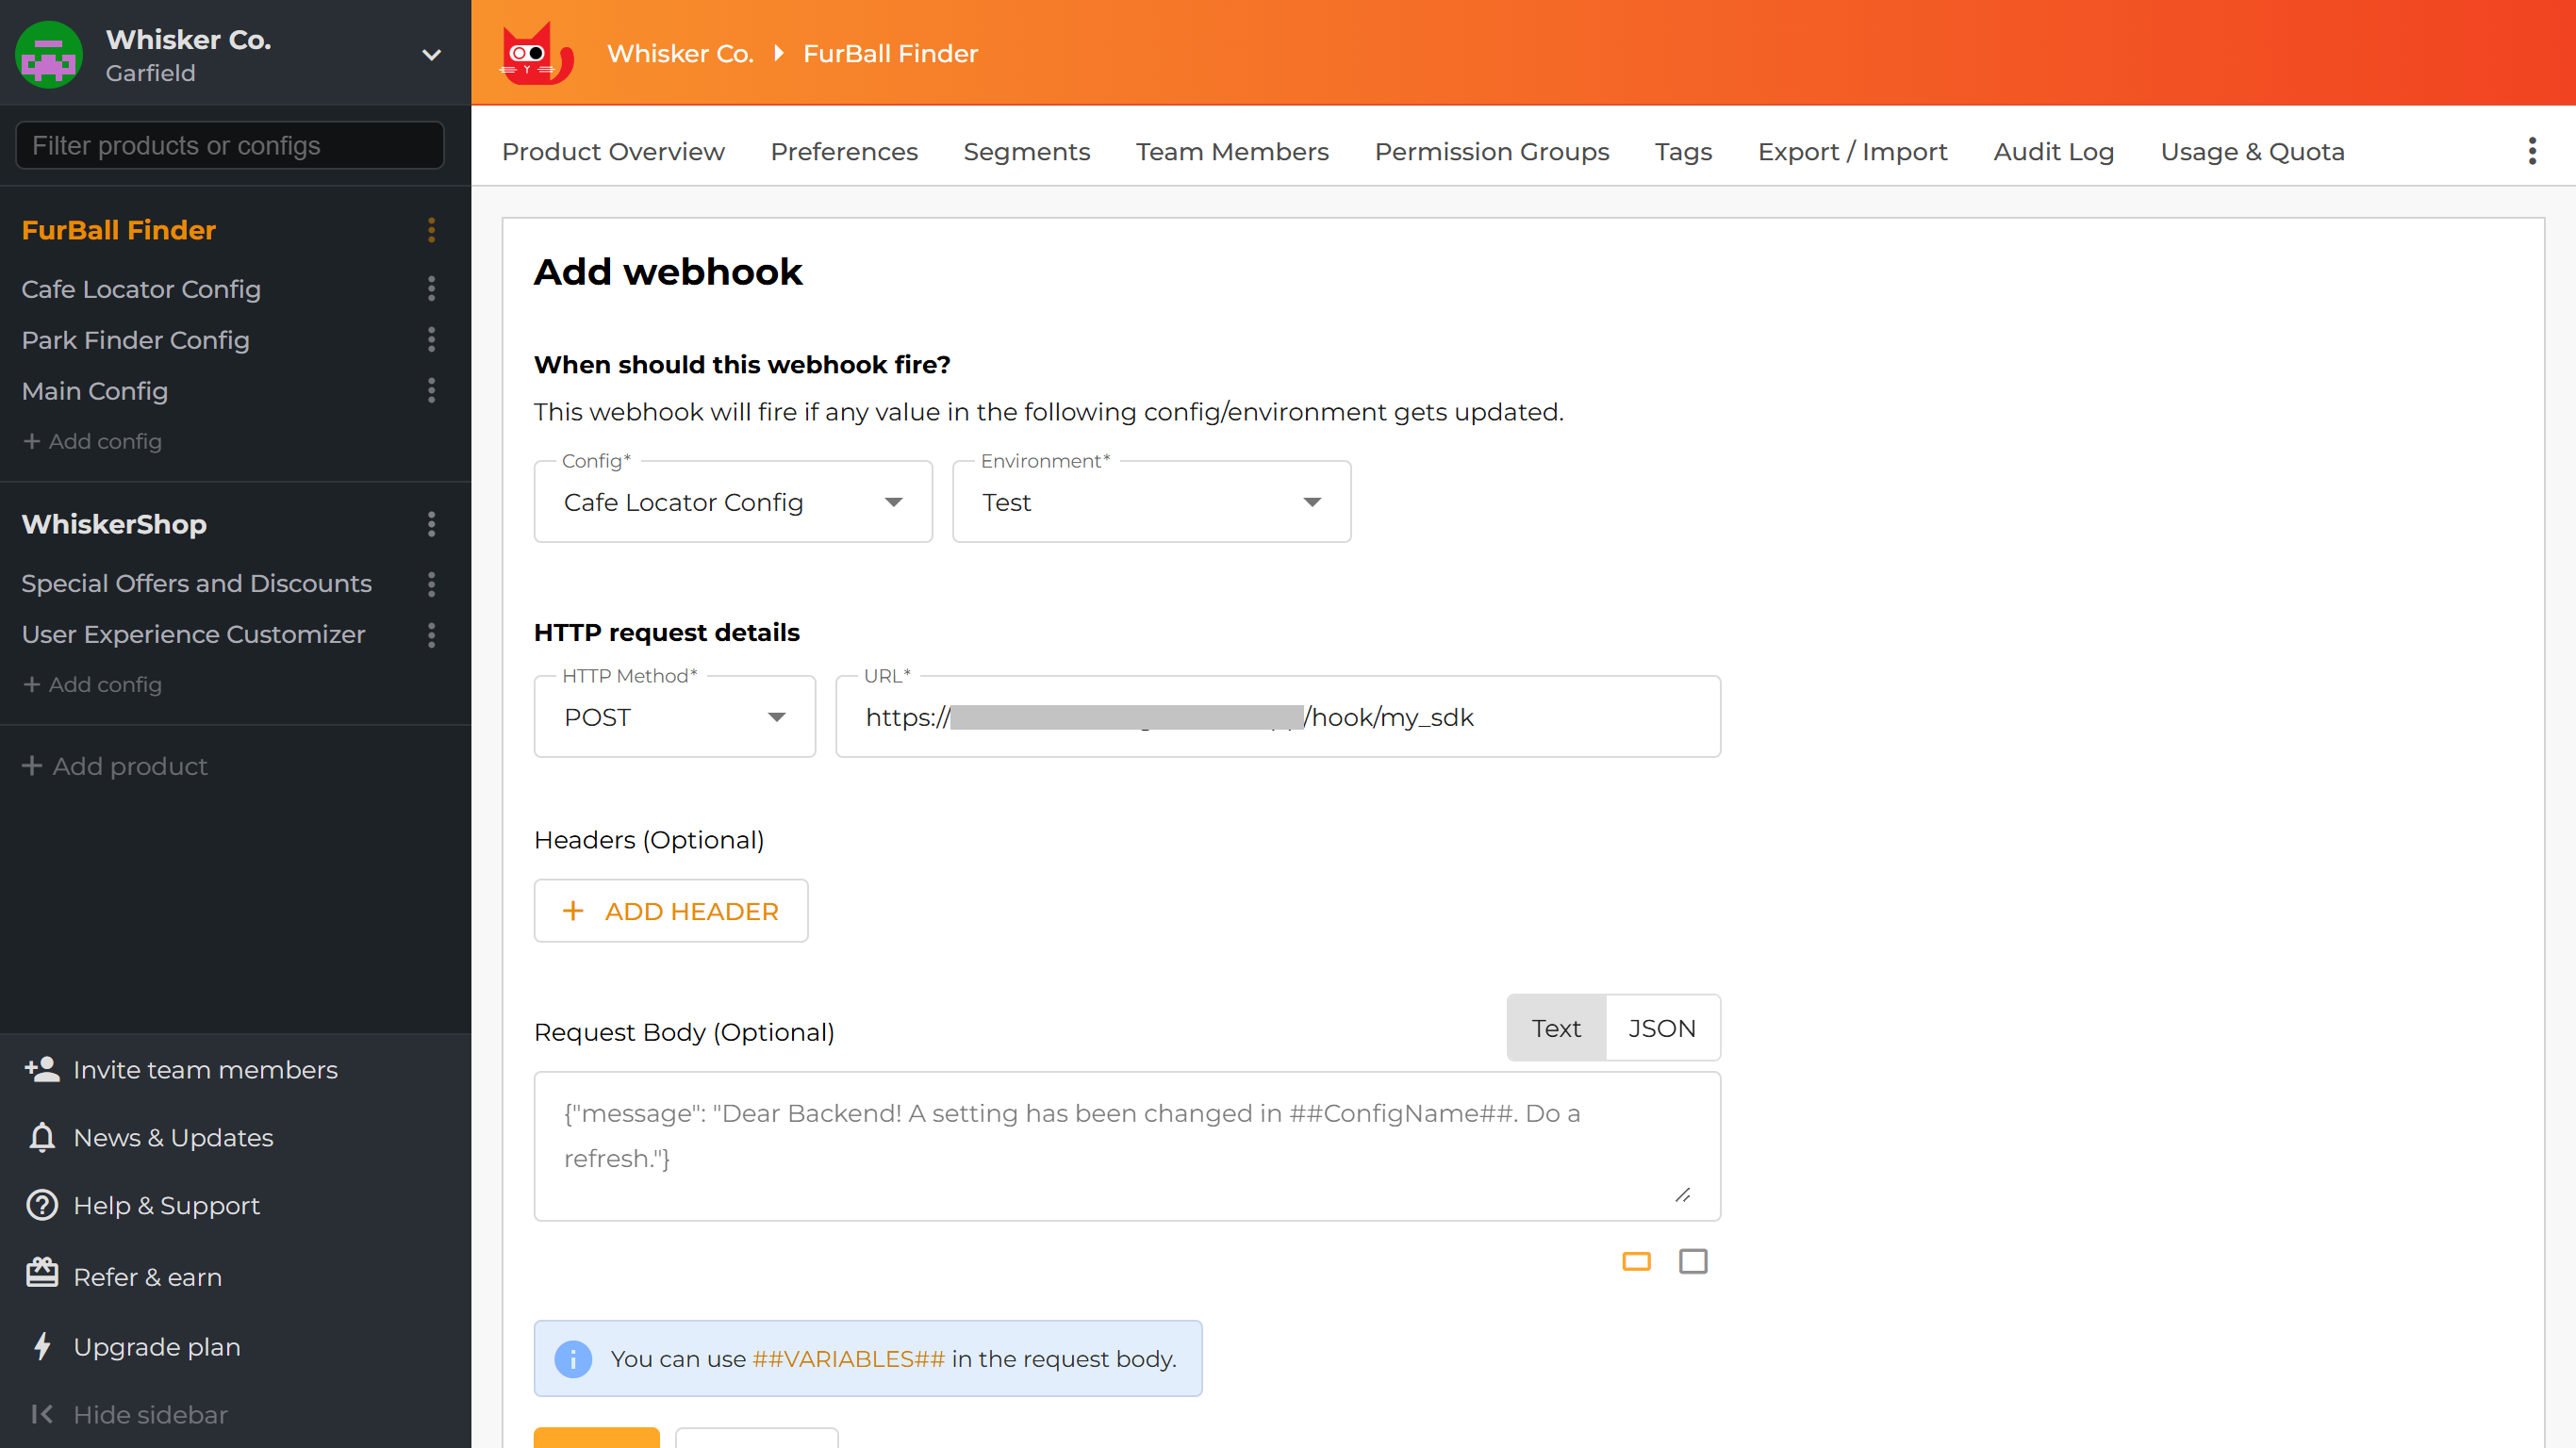 Whisker Co.
Garfield
Filter products or configs
FurBall Finder
Cafe Locator Config
Park Finder Config
Main Config
+ Add config
WhiskerShop
Special Offers and Discounts
User Experience Customizer
+ Add config
+ Add product
Invite team members
News & Updates
Help & Support
Refer & earn
Upgrade plan
Hide sidebar
Whisker Co. FurBall Finder
Product Overview Preferences Segments Team Members Permission Groups Tags Export / Import Audit Log Usage & Quota
Add webhook
When should this webhook fire?
This webhook will fire if any value in the following config/environment gets updated.
Config* Environment*
Cafe Locator Config Test
HTTP request details
HTTP Method* URL*
POST https:// /hook/my_sdk
Headers (Optional)
+ ADD HEADER
Request Body (Optional) Text JSON
{"message": "Dear Backend! A setting has been changed in ##ConfigName##. Do a
refresh."}
You can use ##VARIABLES## in the request body.